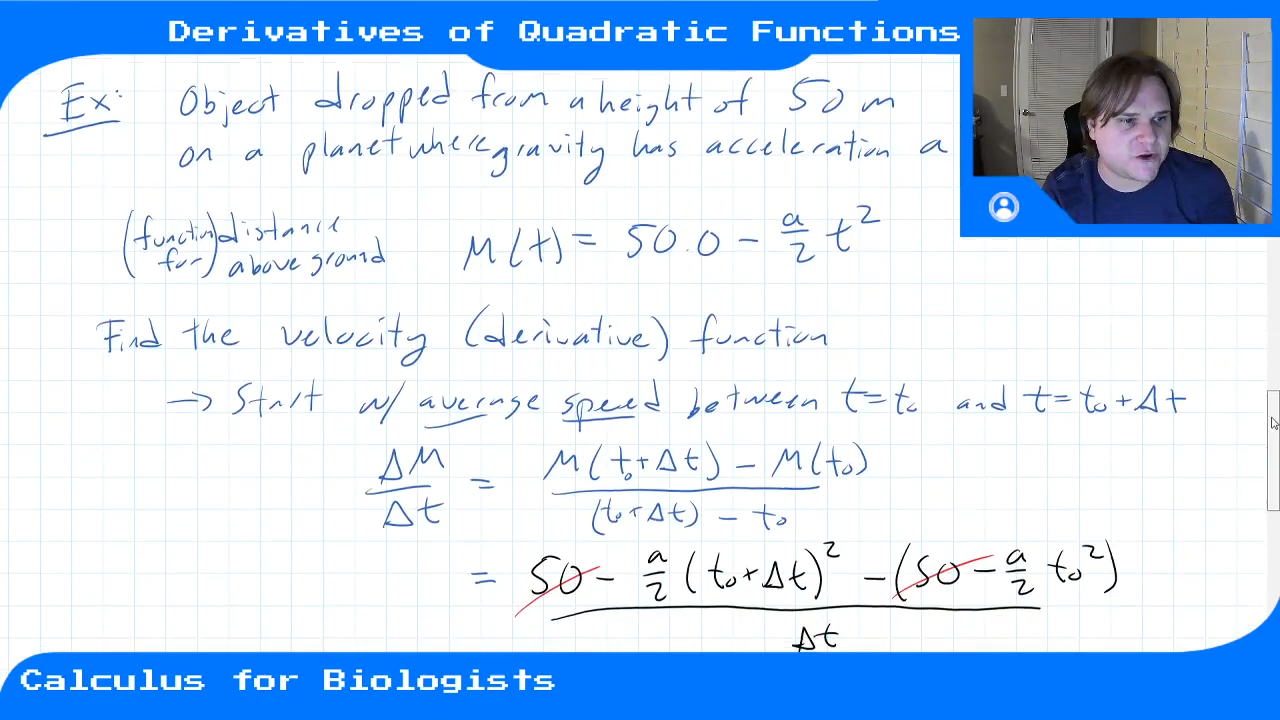 Derivatives of Quadratic Functions
Ex: Object dropped from a height of 50 m
on a planet where gravity has acceleration a
(function for) distance above ground M(t) = 50.0 - a/2 t²
Find the velocity (derivative) function
→ Start w/ average speed between t=t₀ and t=t₀+Δt
ΔM/Δt = (M(t₀+Δt) - M(t₀))/((t₀+Δt) - t₀)
= (50 - a/2 (t₀+Δt)² - (50 - a/2 t₀²))/Δt
Calculus for Biologists